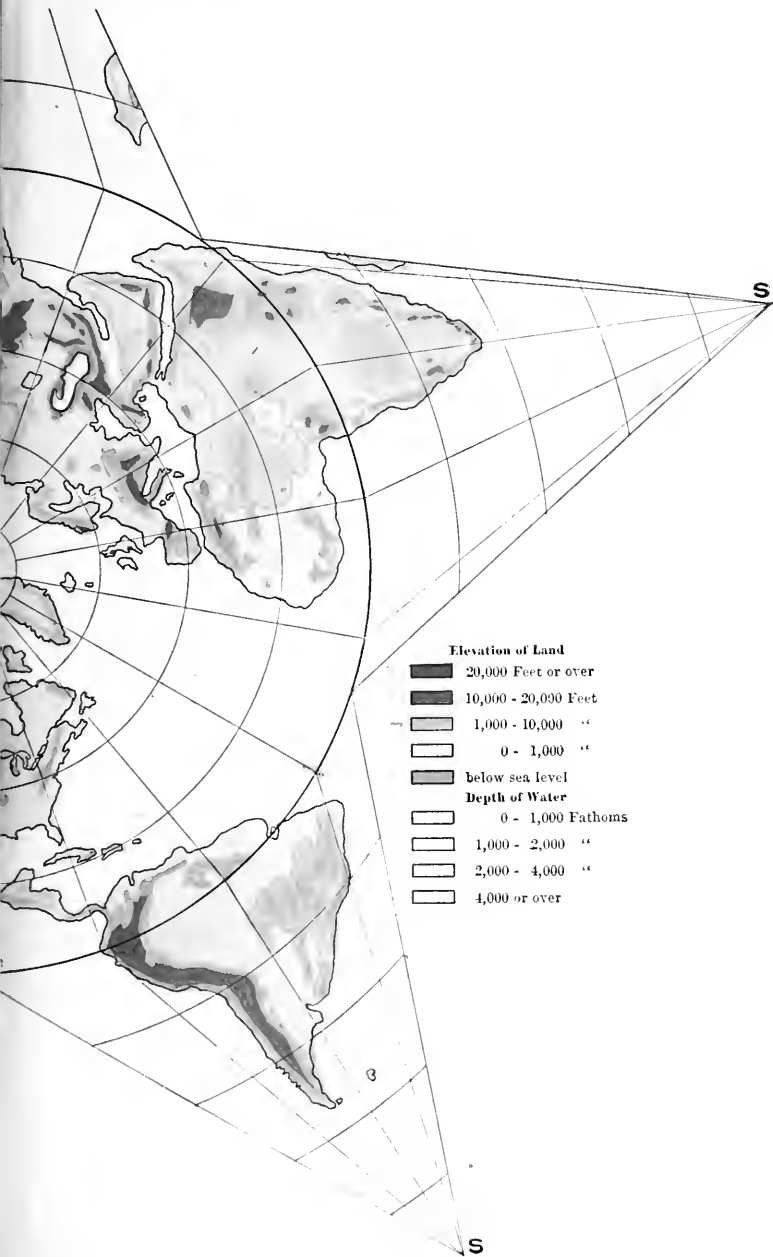 S
Elevation of Land
20,000 Feet or over
10,000 - 20,000 Feet
1,000 - 10,000 "
0 - 1,000 "
below sea level
Depth of Water
0 - 1,000 Fathoms
1,000 - 2,000 "
2,000 - 4,000 "
4,000 or over
S